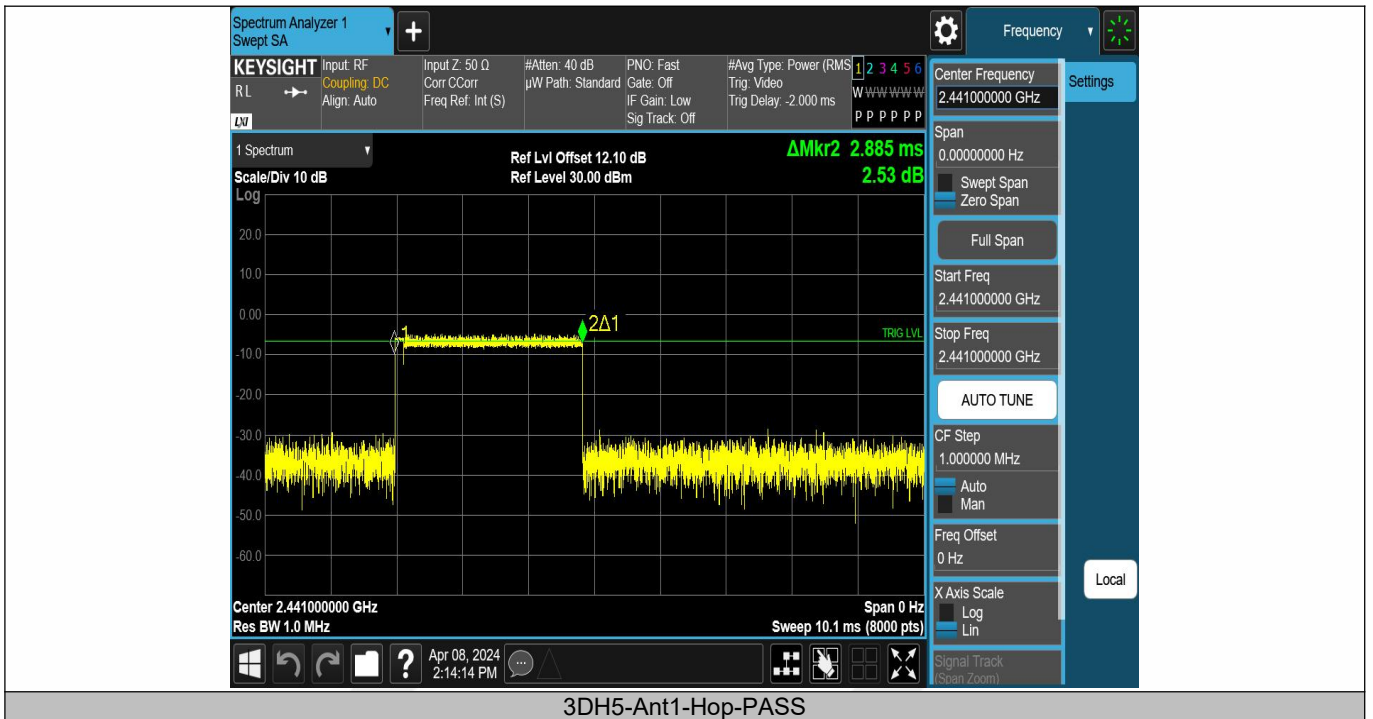 Spectrum Analyzer 1
Swept SA
+
Frequency
KEYSIGHT
RL
LXI
Input: RF
Coupling: DC
Align: Auto
Input Z: 50 Ω
Corr CCorr
Freq Ref: Int (S)
#Atten: 40 dB
µW Path: Standard
PNO: Fast
Gate: Off
IF Gain: Low
Sig Track: Off
#Avg Type: Power (RMS
Trig: Video
Trig Delay: -2.000 ms
1 2 3 4 5 6
W W W W W W
P P P P P P
1 Spectrum
Scale/Div 10 dB
Log
Ref Lvl Offset 12.10 dB
Ref Level 30.00 dBm
ΔMkr2 2.885 ms
2.53 dB
20.0
10.0
0.00
-10.0
-20.0
-30.0
-40.0
-50.0
-60.0
1
2Δ1
TRIG LVL
Center 2.441000000 GHz
Res BW 1.0 MHz
Span 0 Hz
Sweep 10.1 ms (8000 pts)
Center Frequency
2.441000000 GHz
Settings
Span
0.00000000 Hz
Swept Span
Zero Span
Full Span
Start Freq
2.441000000 GHz
Stop Freq
2.441000000 GHz
AUTO TUNE
CF Step
1.000000 MHz
Auto
Man
Freq Offset
0 Hz
X Axis Scale
Log
Lin
Signal Track
(Span Zoom)
Local
?
Apr 08, 2024
2:14:14 PM
3DH5-Ant1-Hop-PASS